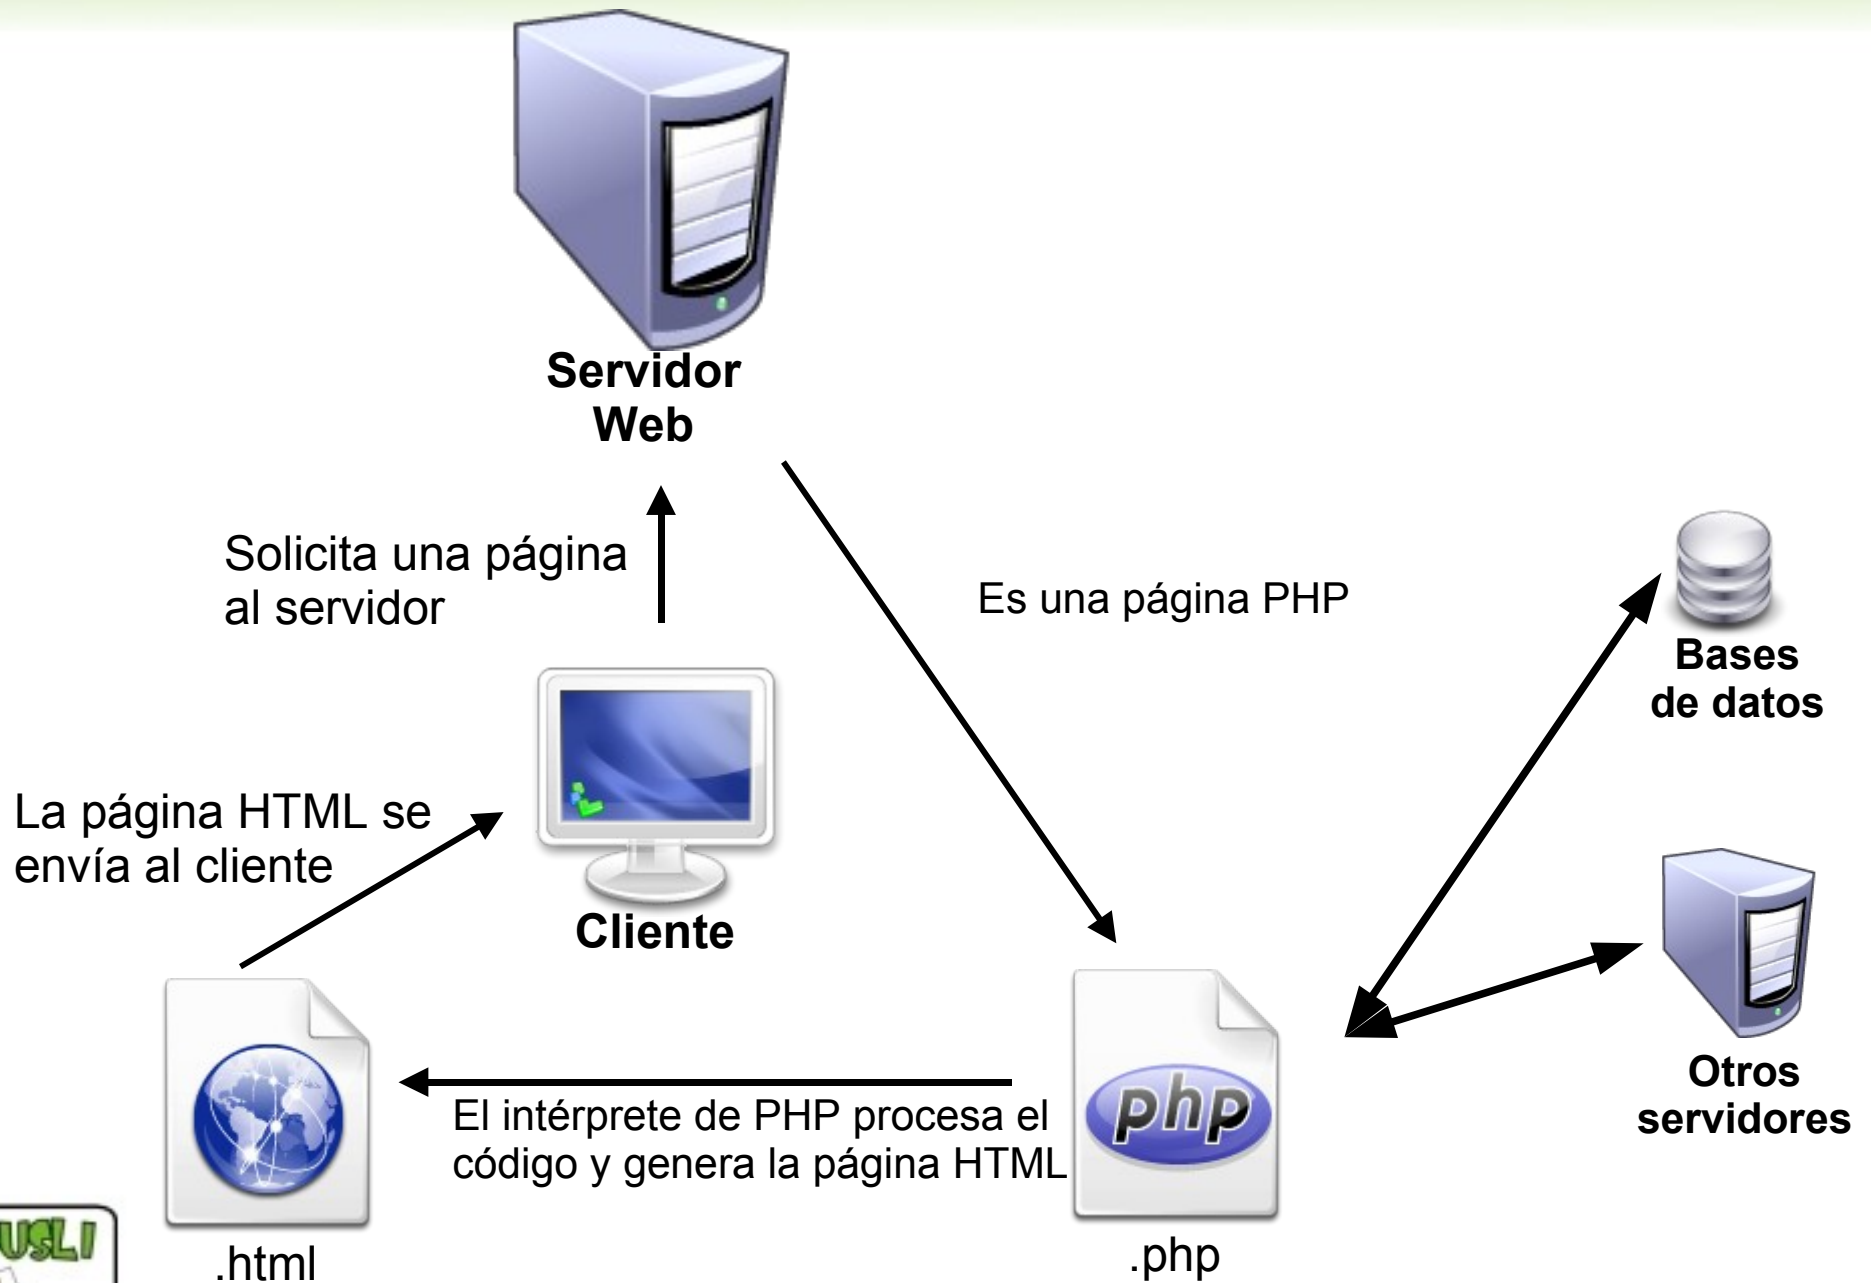 Servidor
Web
Solicita una página
al servidor
Es una página PHP
Bases
de datos
La página HTML se
envía al cliente
Cliente
Otros
servidores
php
El intérprete de PHP procesa el
código y genera la página HTML
.html
.php